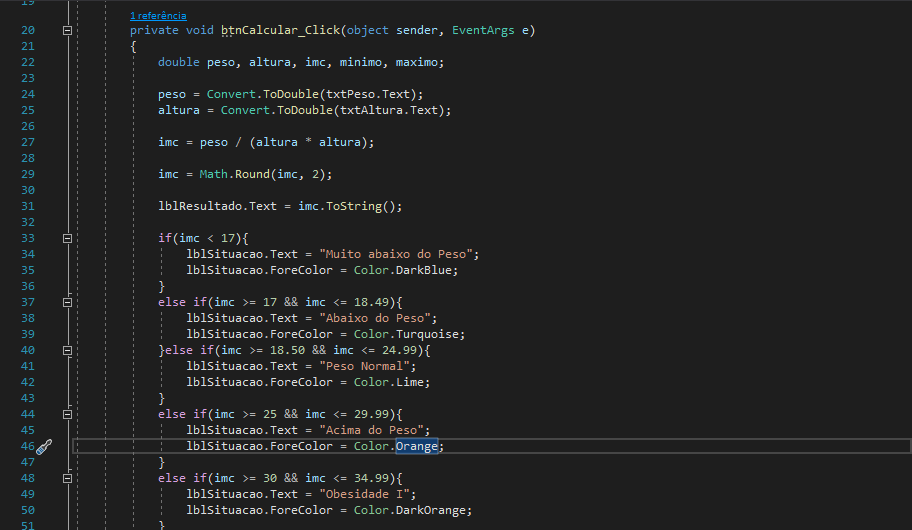 19
1 referência
20 private void btnCalcular_Click(object sender, EventArgs e)
21 {
22 double peso, altura, imc, minimo, maximo;
23
24 peso = Convert.ToDouble(txtPeso.Text);
25 altura = Convert.ToDouble(txtAltura.Text);
26
27 imc = peso / (altura * altura);
28
29 imc = Math.Round(imc, 2);
30
31 lblResultado.Text = imc.ToString();
32
33 if(imc < 17){
34 lblSituacao.Text = "Muito abaixo do Peso";
35 lblSituacao.ForeColor = Color.DarkBlue;
36 }
37 else if(imc >= 17 && imc <= 18.49){
38 lblSituacao.Text = "Abaixo do Peso";
39 lblSituacao.ForeColor = Color.Turquoise;
40 }else if(imc >= 18.50 && imc <= 24.99){
41 lblSituacao.Text = "Peso Normal";
42 lblSituacao.ForeColor = Color.Lime;
43 }
44 else if(imc >= 25 && imc <= 29.99){
45 lblSituacao.Text = "Acima do Peso";
46 lblSituacao.ForeColor = Color.Orange;
47 }
48 else if(imc >= 30 && imc <= 34.99){
49 lblSituacao.Text = "Obesidade I";
50 lblSituacao.ForeColor = Color.DarkOrange;
51 }